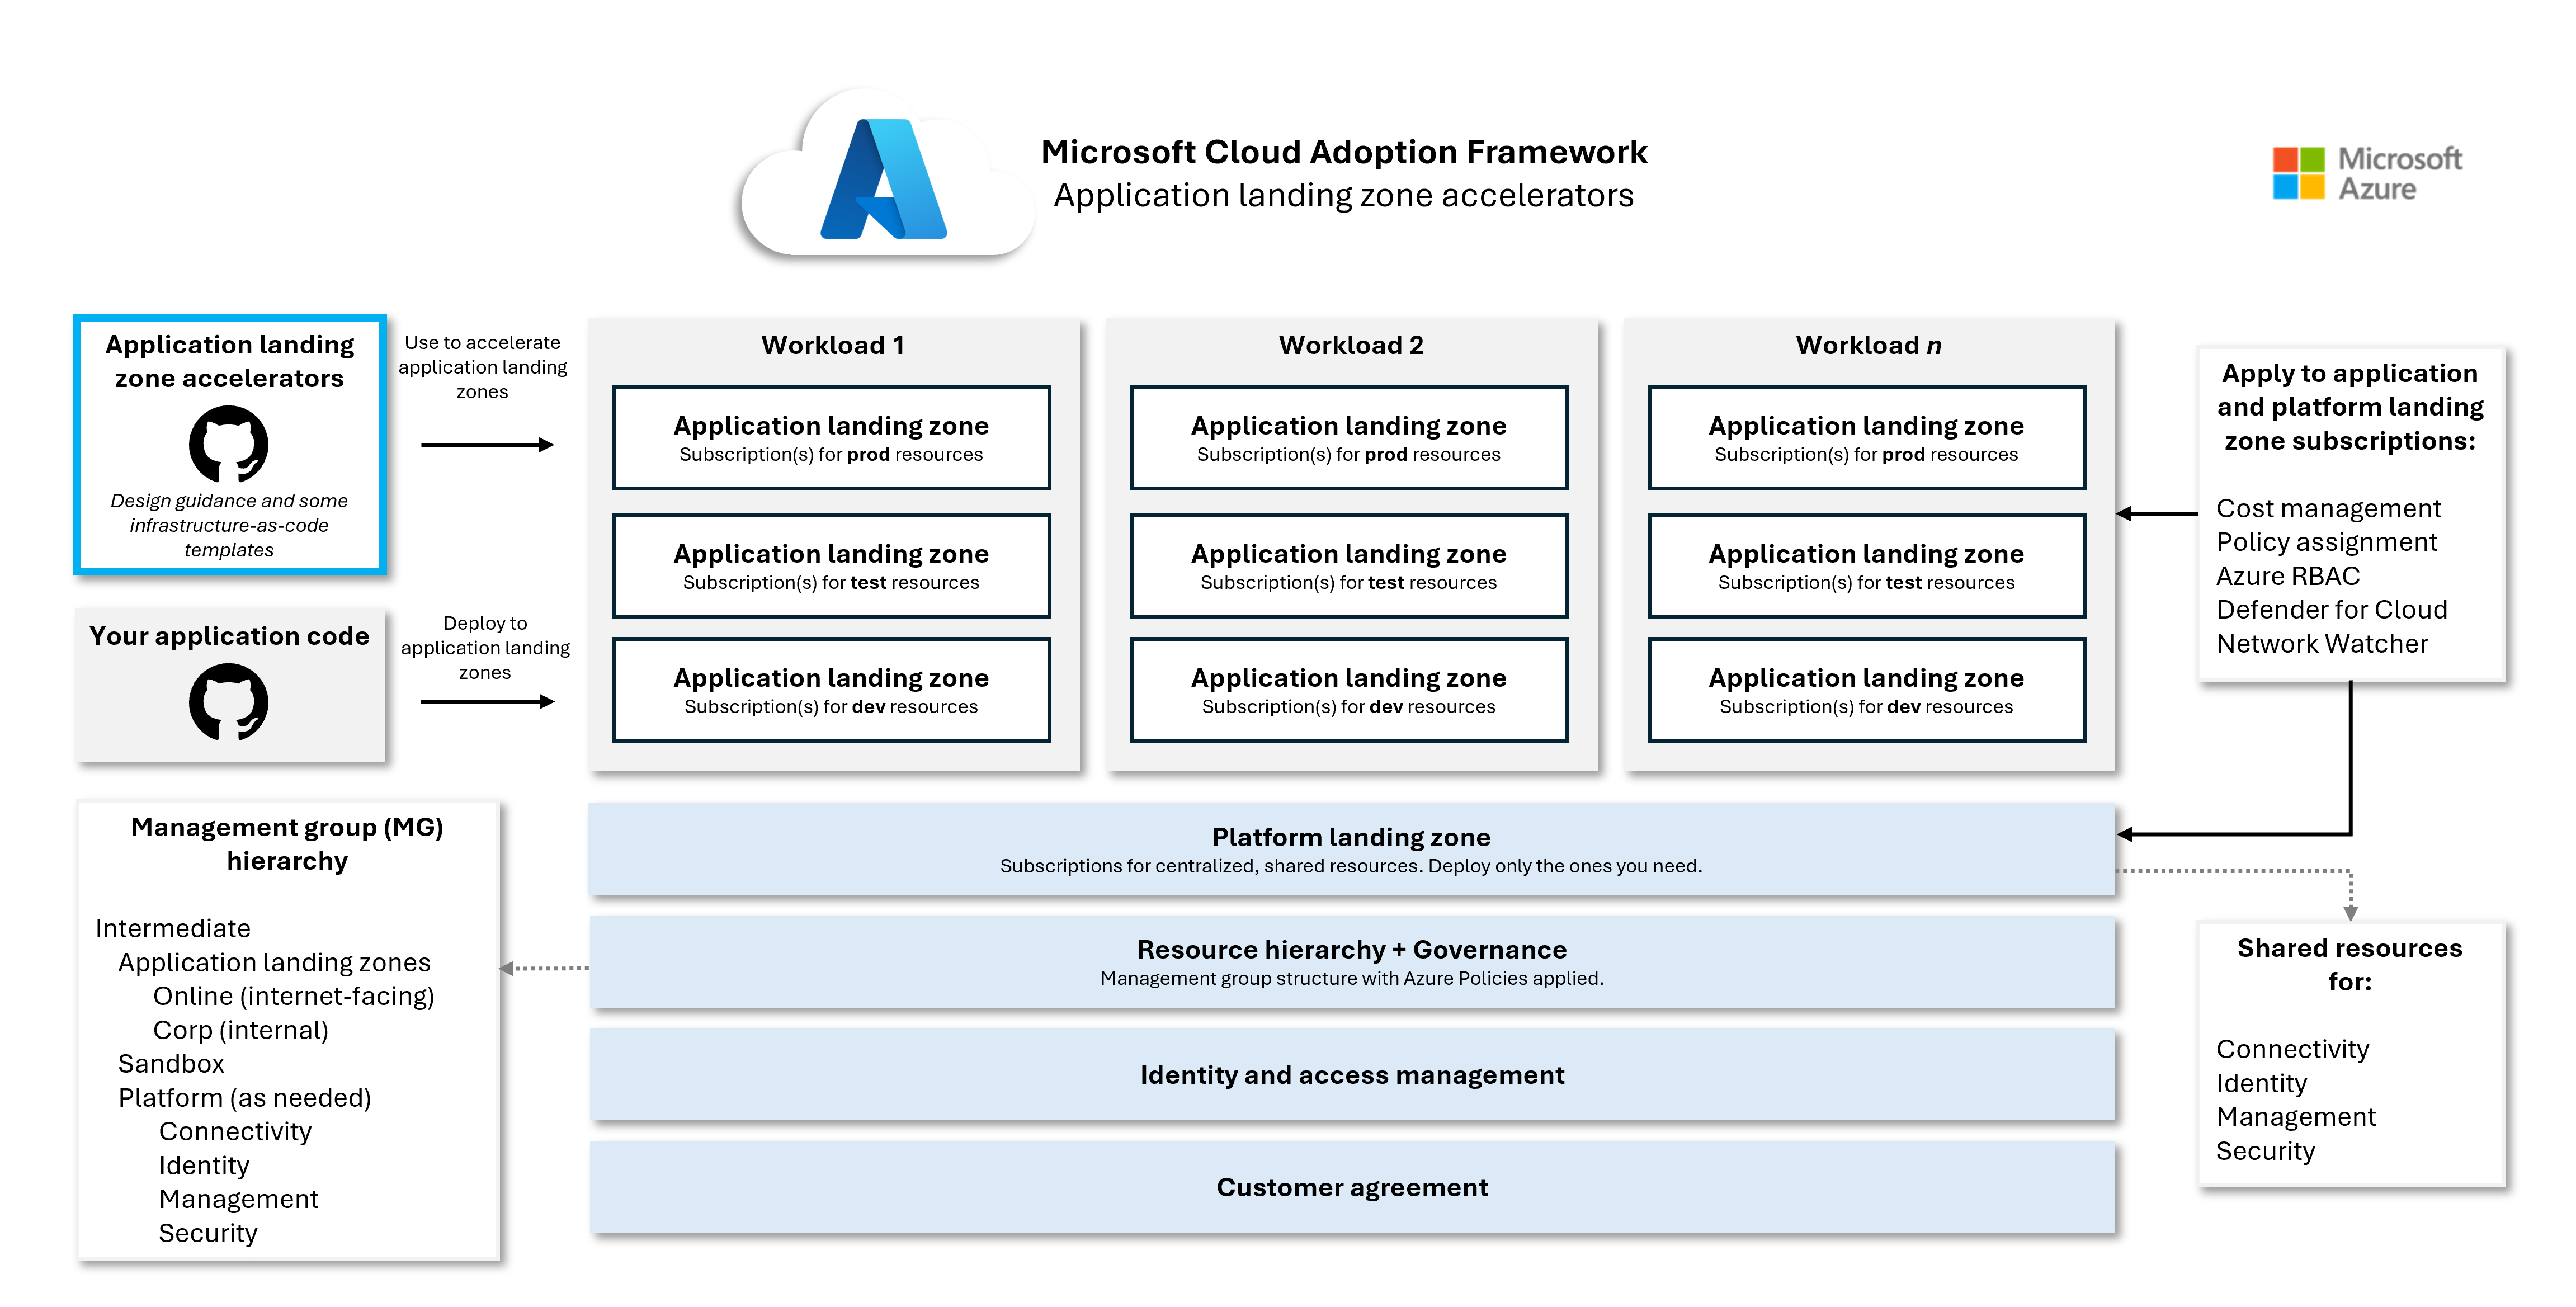 Microsoft Cloud Adoption Framework
Application landing zone accelerators
Microsoft
Azure
Application landing
zone accelerators
Design guidance and some
infrastructure-as-code
templates
Use to accelerate
application landing
zones
Your application code
Deploy to
application landing
zones
Workload 1
Application landing zone
Subscription(s) for prod resources
Application landing zone
Subscription(s) for test resources
Application landing zone
Subscription(s) for dev resources
Workload 2
Application landing zone
Subscription(s) for prod resources
Application landing zone
Subscription(s) for test resources
Application landing zone
Subscription(s) for dev resources
Workload n
Application landing zone
Subscription(s) for prod resources
Application landing zone
Subscription(s) for test resources
Application landing zone
Subscription(s) for dev resources
Apply to application
and platform landing
zone subscriptions:
Cost management
Policy assignment
Azure RBAC
Defender for Cloud
Network Watcher
Management group (MG)
hierarchy
Intermediate
Application landing zones
Online (internet-facing)
Corp (internal)
Sandbox
Platform (as needed)
Connectivity
Identity
Management
Security
Platform landing zone
Subscriptions for centralized, shared resources. Deploy only the ones you need.
Resource hierarchy + Governance
Management group structure with Azure Policies applied.
Identity and access management
Customer agreement
Shared resources
for:
Connectivity
Identity
Management
Security